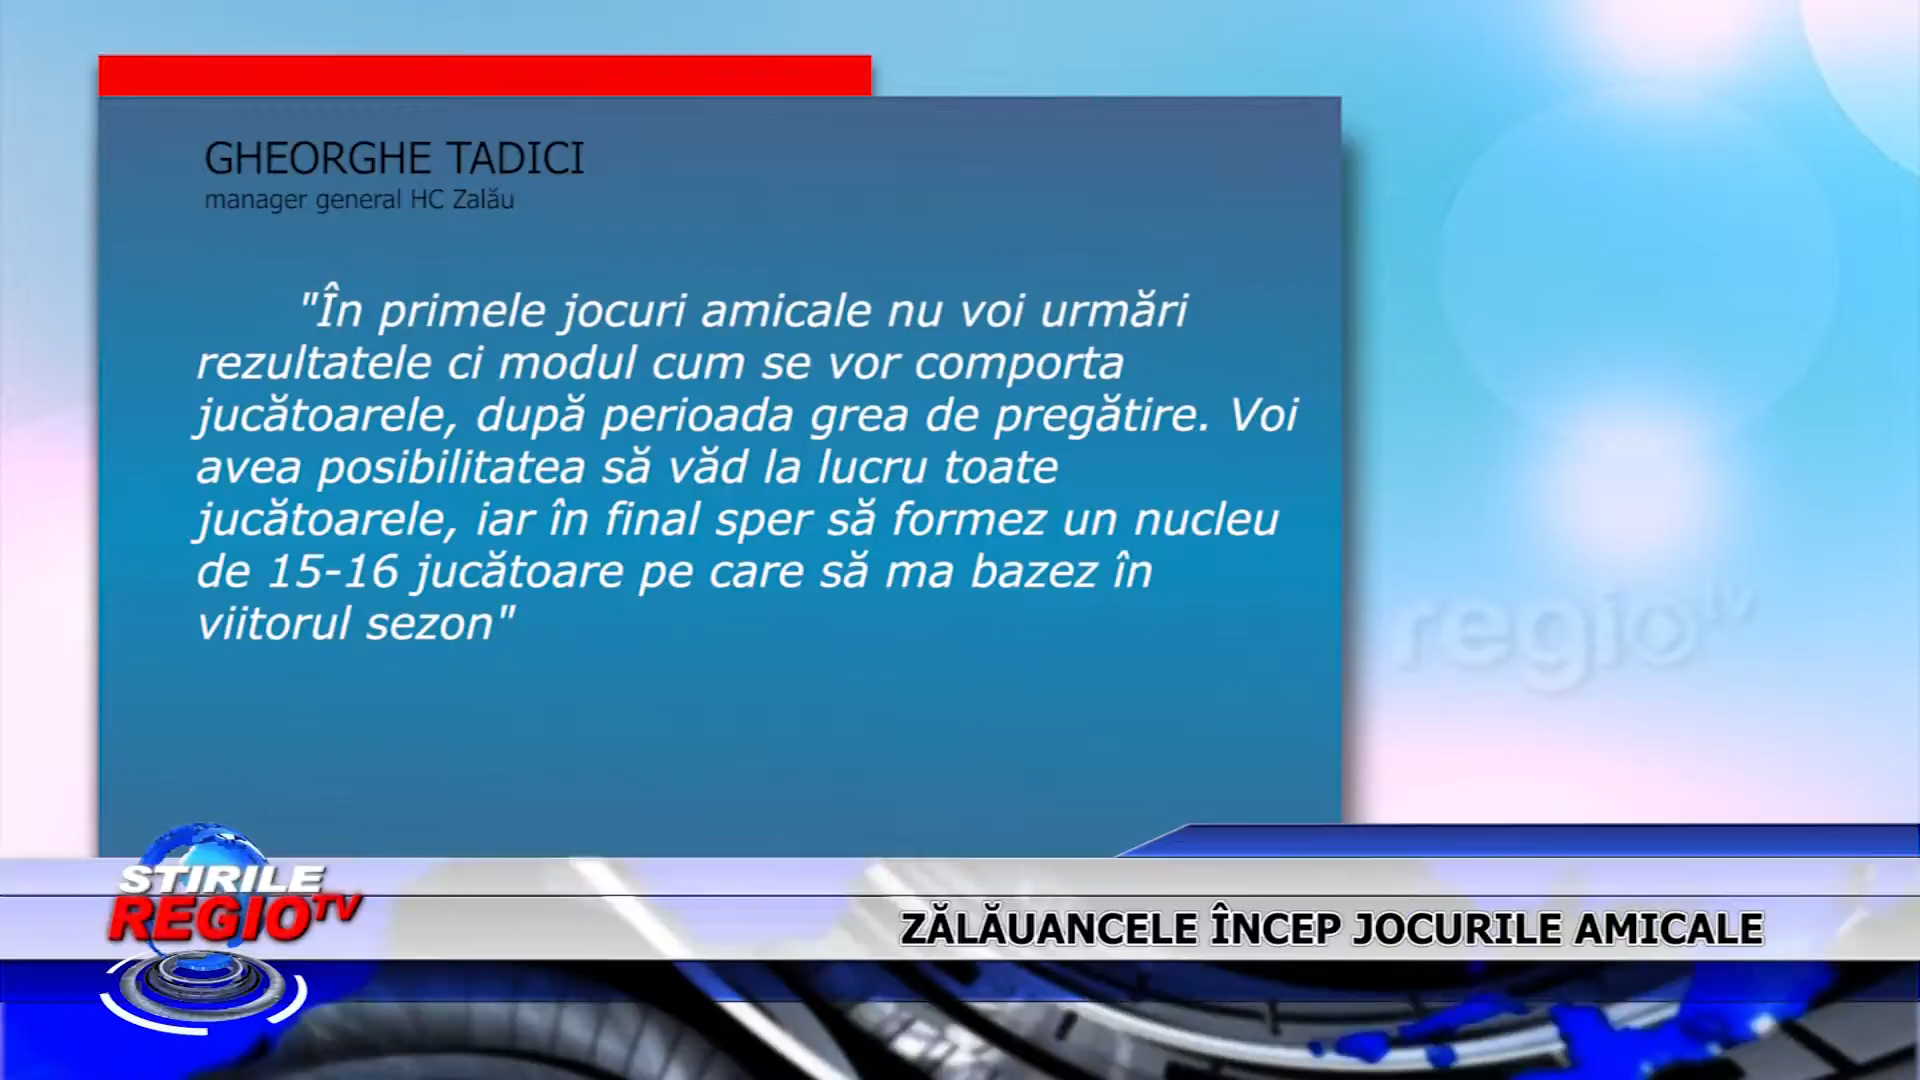 GHEORGHE TADICI
manager general HC Zalău
"În primele jocuri amicale nu voi urmări
rezultatele ci modul cum se vor comporta
jucătoarele, după perioada grea de pregătire. Voi
avea posibilitatea să văd la lucru toate
jucătoarele, iar în final sper să formez un nucleu
de 15-16 jucătoare pe care să ma bazez în
viitorul sezon"
regio tv
STIRILE
REGIO TV
ZĂLĂUANCELE ÎNCEP JOCURILE AMICALE